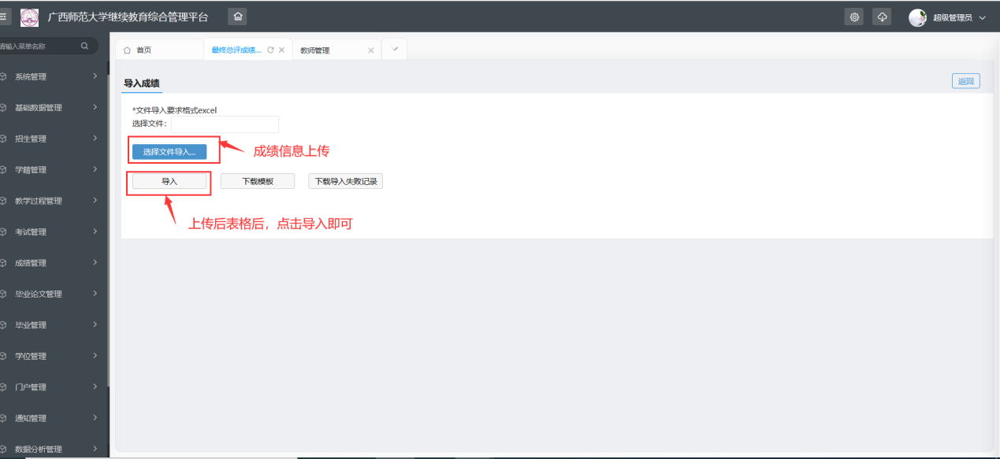 广西师范大学继续教育综合管理平台
超级管理员
请输入菜单名称
首页
最终总评成绩...
教师管理
系统管理
基础数据管理
招生管理
学籍管理
教学过程管理
考试管理
成绩管理
毕业论文管理
毕业管理
学位管理
门户管理
通知管理
数据分析管理
导入成绩
返回
*文件导入要求格式excel
选择文件：
选择文件导入...
成绩信息上传
导入
下载模板
下载导入失败记录
上传后表格后，点击导入即可